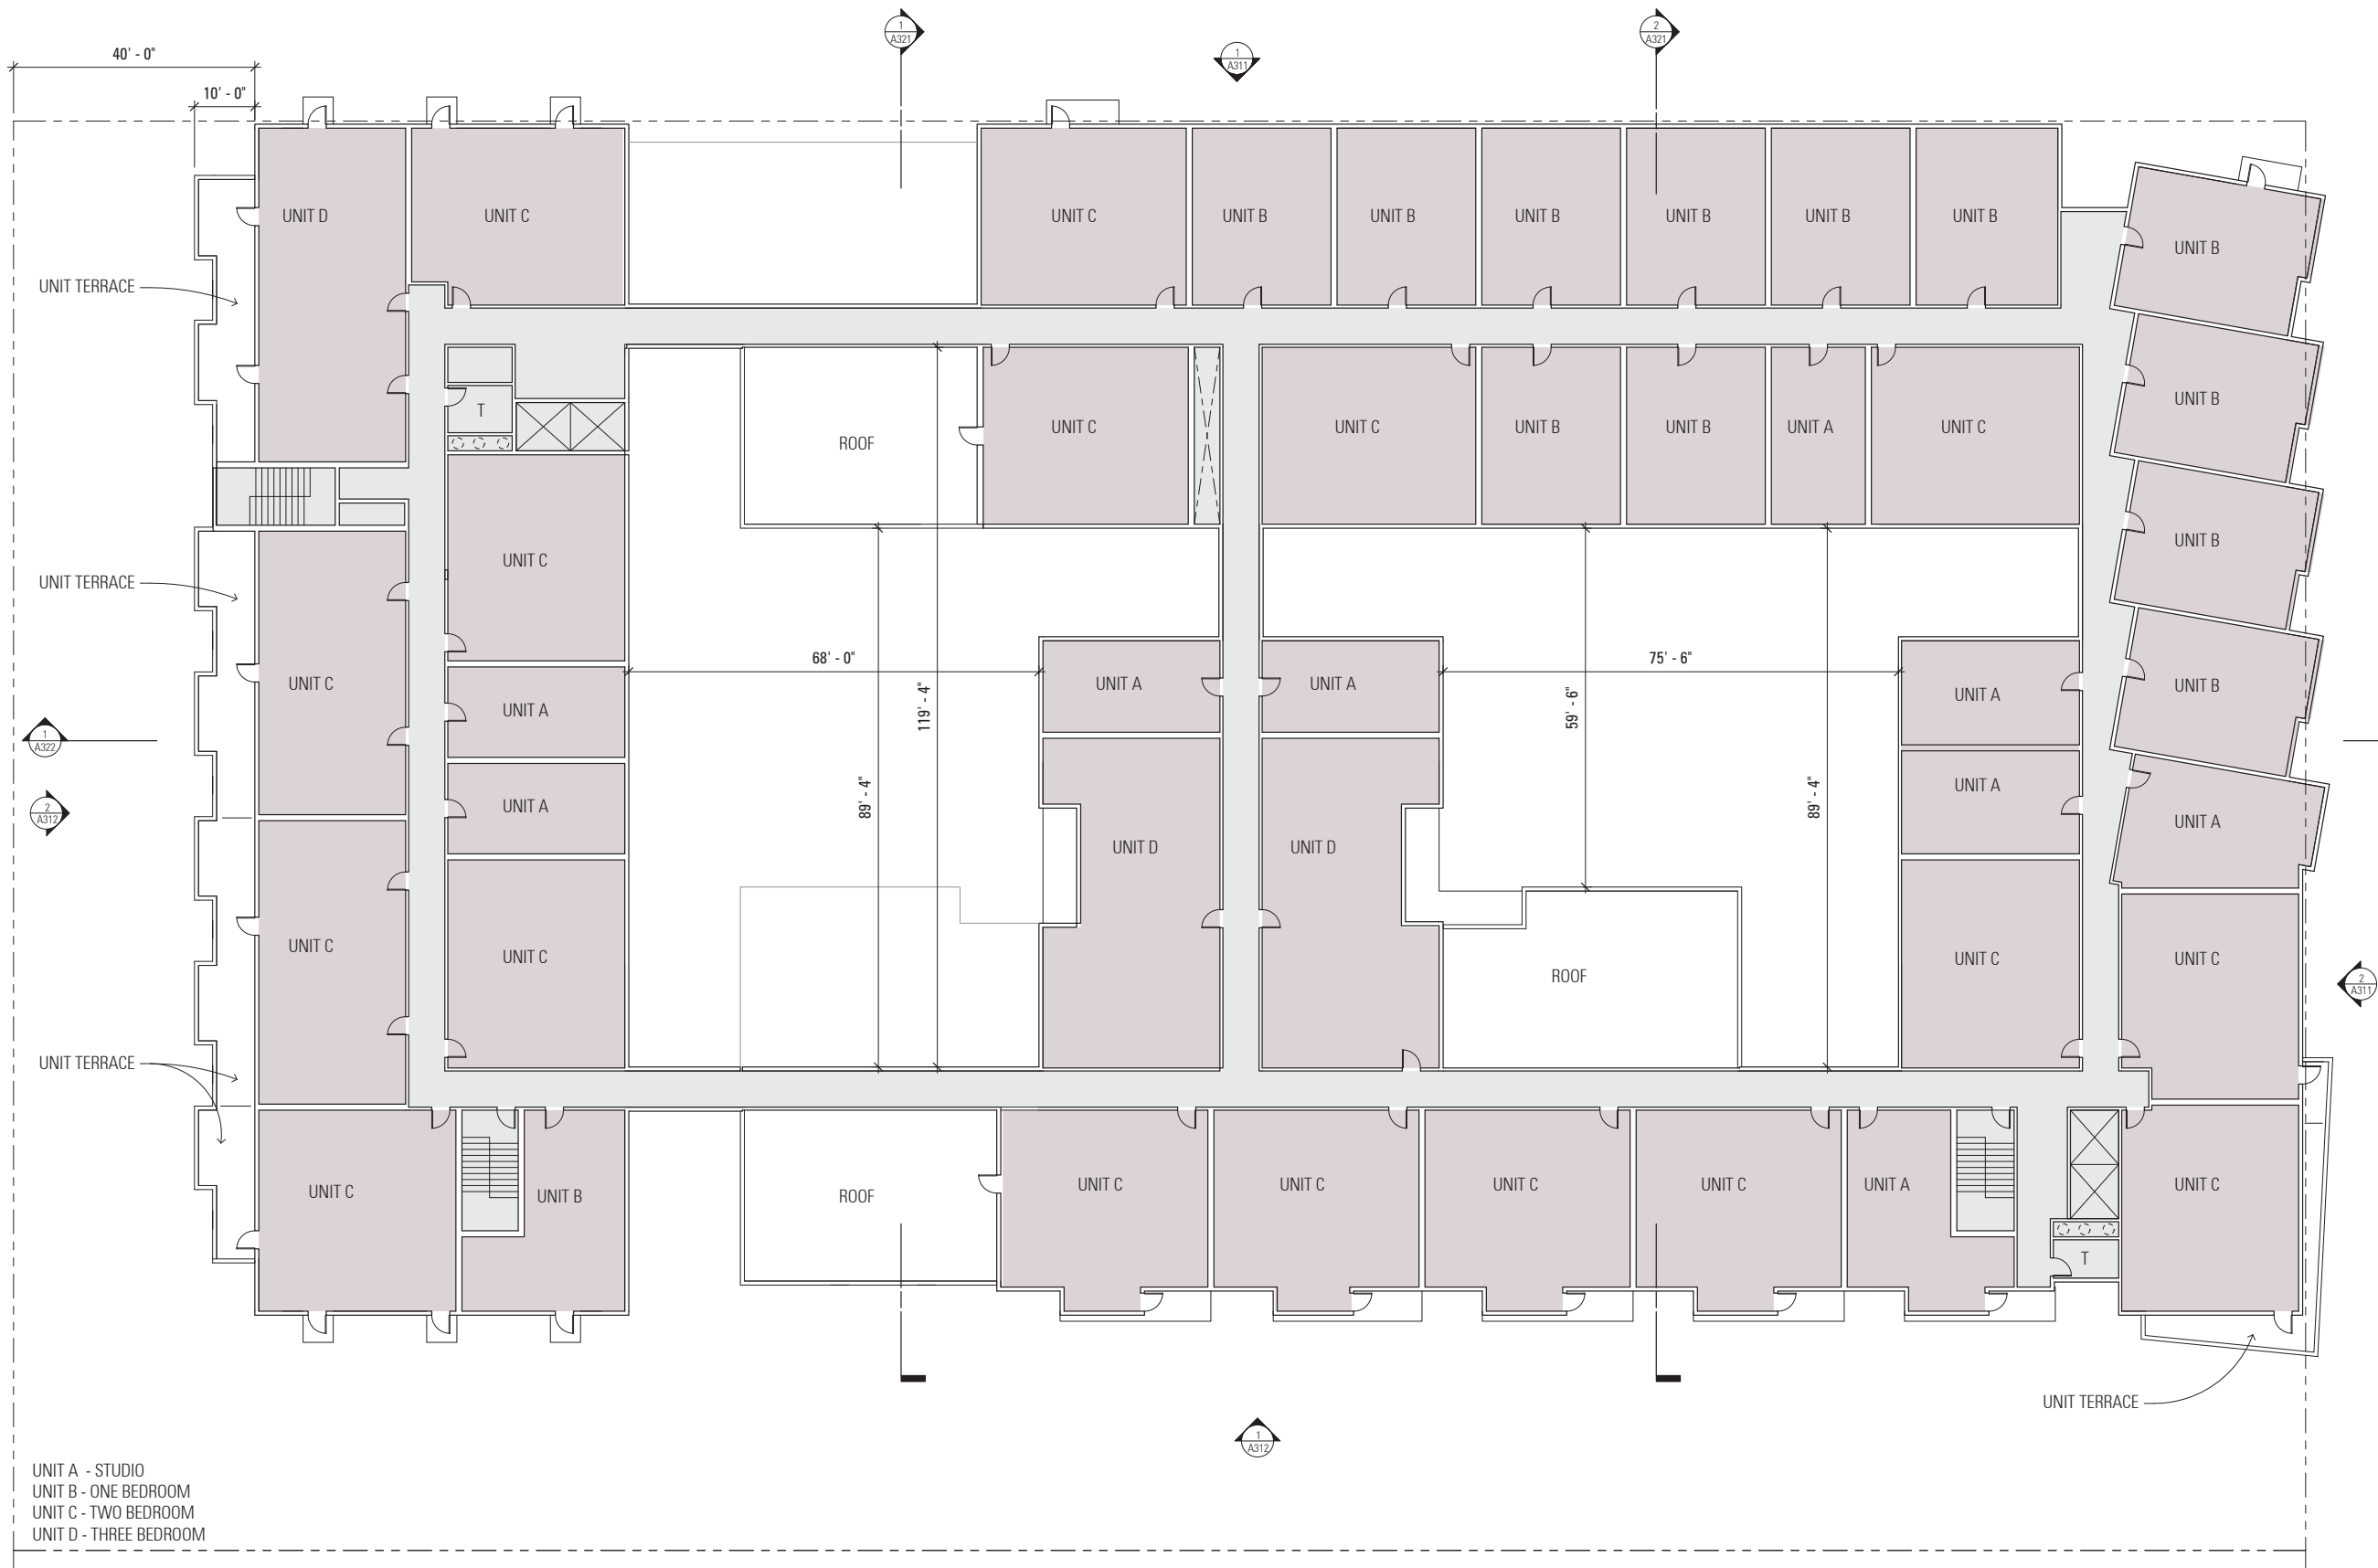 1
A321
2
A321
1
A311
40' - 0"
10' - 0"
UNIT D
UNIT C
UNIT C
UNIT B
UNIT B
UNIT B
UNIT B
UNIT B
UNIT B
UNIT B
UNIT TERRACE
T
ROOF
UNIT C
UNIT C
UNIT B
UNIT B
UNIT A
UNIT C
UNIT B
UNIT TERRACE
UNIT C
UNIT B
UNIT C
UNIT A
68' - 0"
119' - 4"
89' - 4"
UNIT A
UNIT A
75' - 6"
59' - 6"
89' - 4"
UNIT A
UNIT B
1
A322
2
A312
UNIT A
UNIT D
UNIT D
UNIT A
UNIT A
UNIT C
UNIT C
ROOF
UNIT C
UNIT C
2
A311
UNIT TERRACE
UNIT C
UNIT B
ROOF
UNIT C
UNIT C
UNIT C
UNIT C
UNIT A
T
UNIT C
UNIT TERRACE
1
A312
UNIT A - STUDIO
UNIT B - ONE BEDROOM
UNIT C - TWO BEDROOM
UNIT D - THREE BEDROOM